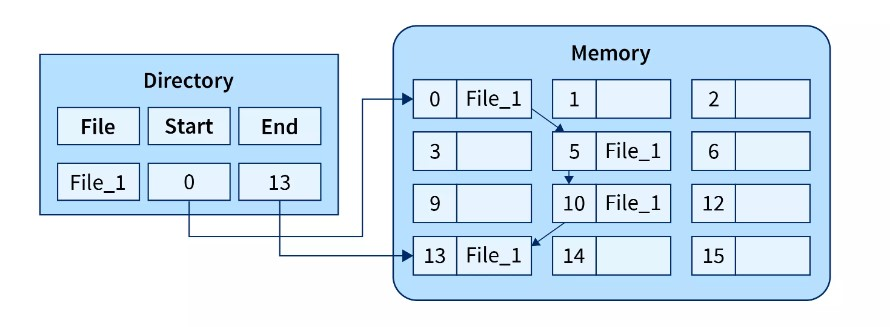 Directory
File Start End
File_1 0 13
Memory
0 File_1 1 2
3 5 File_1 6
9 10 File_1 12
13 File_1 14 15